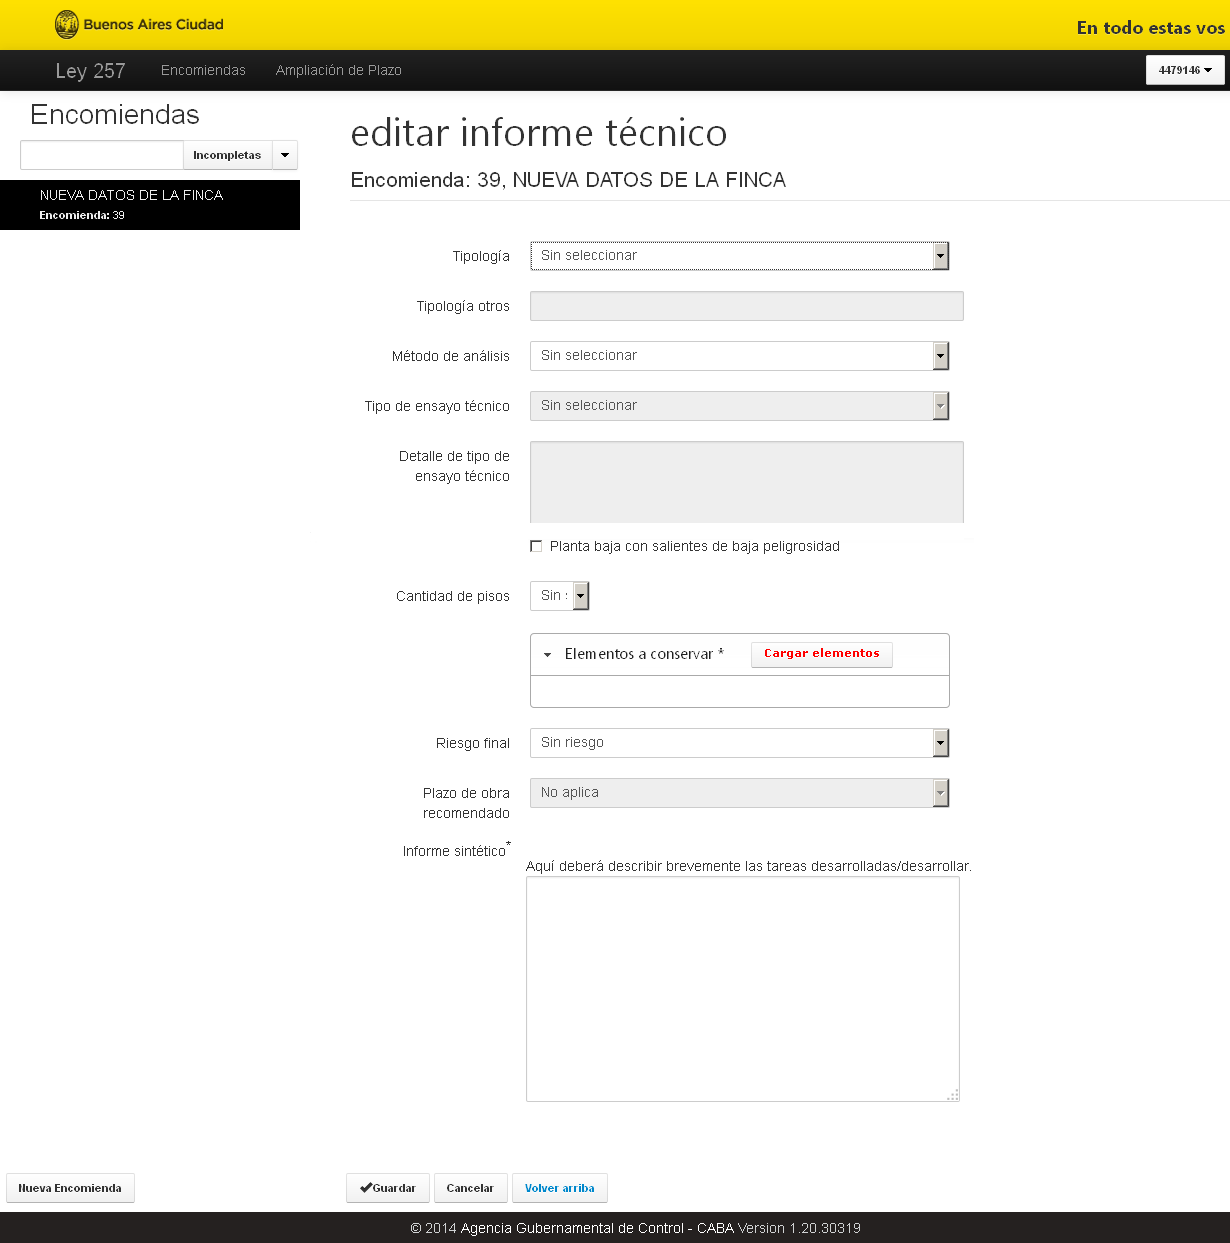 Buenos Aires Ciudad
En todo estas vos
Ley 257 Encomiendas Ampliación de Plazo 4479146
Encomiendas
Incompletas
NUEVA DATOS DE LA FINCA
Encomienda: 39
editar informe técnico
Encomienda: 39, NUEVA DATOS DE LA FINCA
Tipología Sin seleccionar
Tipología otros
Método de análisis Sin seleccionar
Tipo de ensayo técnico Sin seleccionar
Detalle de tipo de
ensayo técnico
Planta baja con salientes de baja peligrosidad
Cantidad de pisos Sin :
Elementos a conservar * Cargar elementos
Riesgo final Sin riesgo
Plazo de obra
recomendado
No aplica
Informe sintético*
Aquí deberá describir brevemente las tareas desarrolladas/desarrollar.
Nueva Encomienda Guardar Cancelar Volver arriba
© 2014 Agencia Gubernamental de Control - CABA Version 1.20.30319